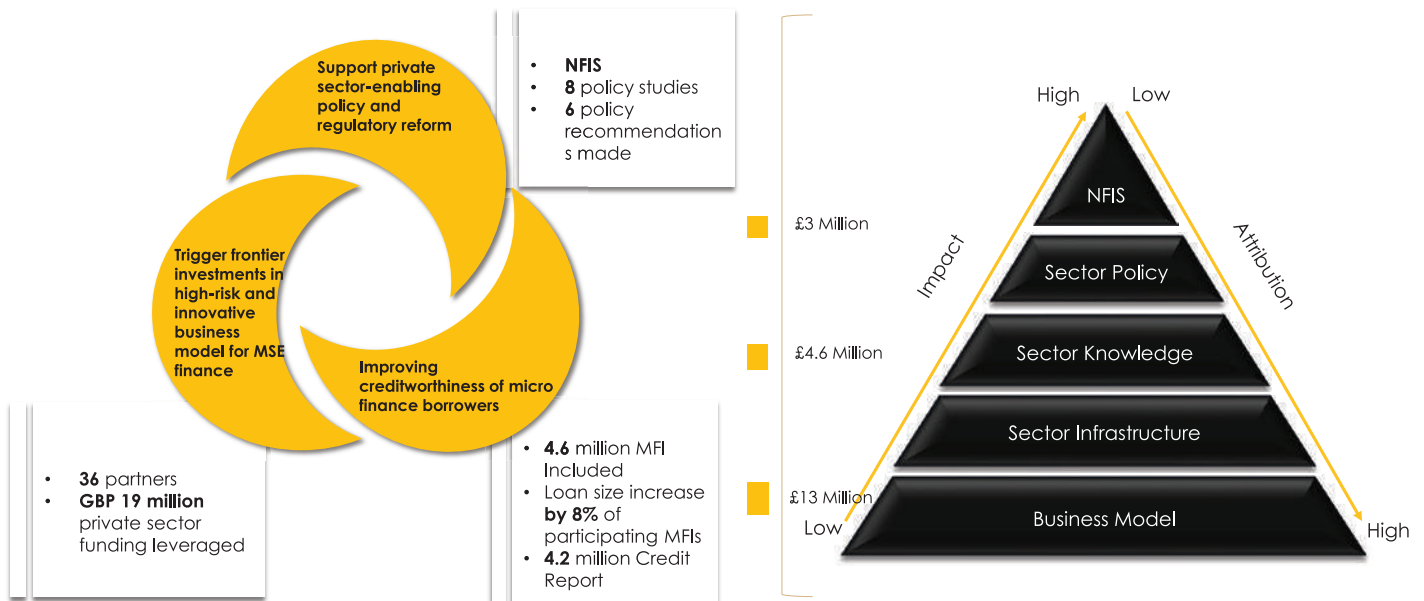 Support private
sector-enabling
policy and
regulatory reform
• NFIS
• 8 policy studies
• 6 policy
recommendation
s made
Trigger frontier
investments in
high-risk and
innovative
business
model for MSE
finance
Improving
creditworthiness of micro
finance borrowers
• 36 partners
• GBP 19 million
private sector
funding leveraged
• 4.6 million MFI
Included
• Loan size increase
by 8% of
participating MFIs
• 4.2 million Credit
Report
£3 Million
£4.6 Million
£13 Million
High
Low
Impact
Attribution
NFIS
Sector Policy
Sector Knowledge
Sector Infrastructure
Business Model
Low
High